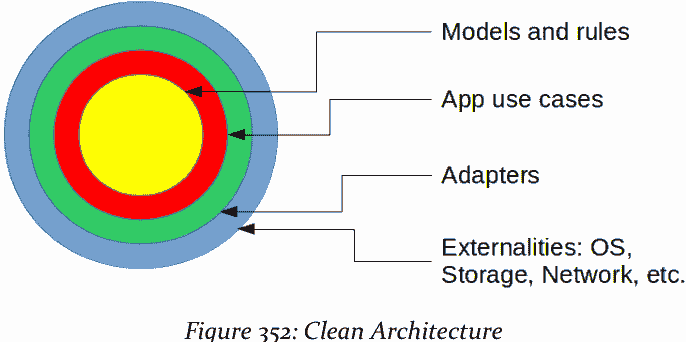 Models and rules
App use cases
Adapters
Externalities: OS,
Storage, Network, etc.
Figure 352: Clean Architecture